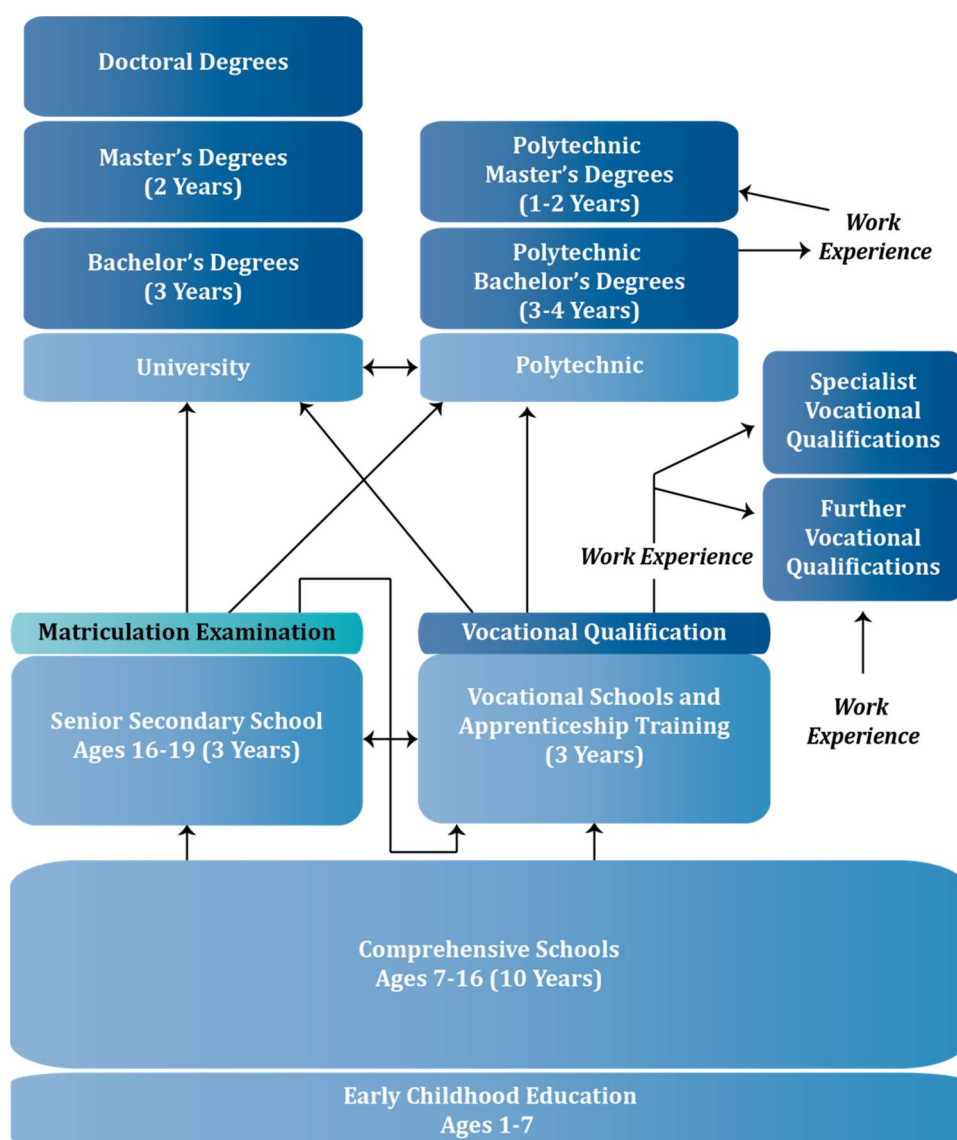 Doctoral Degrees
Master's Degrees
(2 Years)
Polytechnic
Master's Degrees
(1-2 Years)
Work
Experience
Bachelor's Degrees
(3 Years)
Polytechnic
Bachelor's Degrees
(3-4 Years)
University
Polytechnic
Specialist
Vocational
Qualifications
Further
Vocational
Qualifications
Work Experience
Matriculation Examination
Vocational Qualification
Senior Secondary School
Ages 16-19 (3 Years)
Vocational Schools and
Apprenticeship Training
(3 Years)
Work
Experience
Comprehensive Schools
Ages 7-16 (10 Years)
Early Childhood Education
Ages 1-7